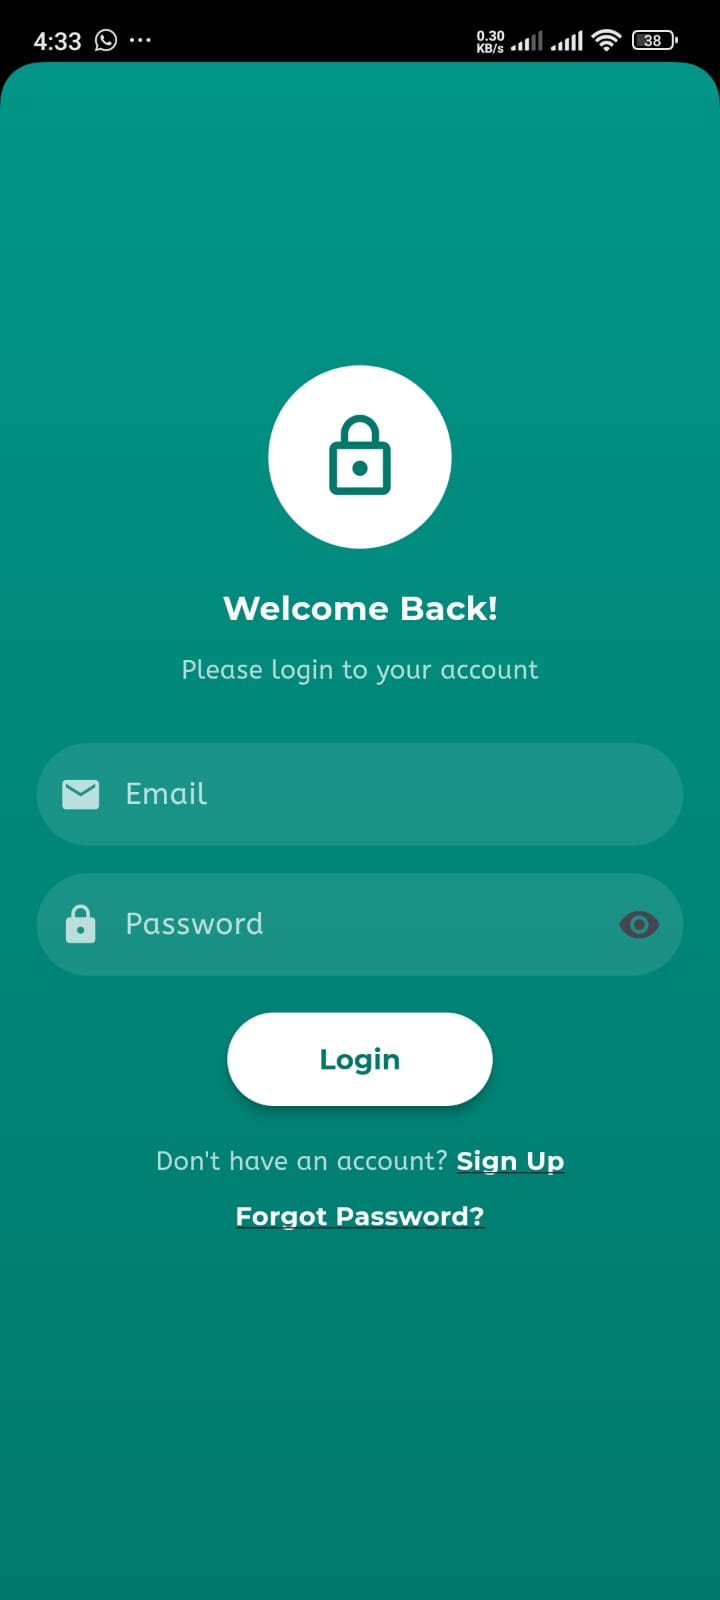 4:33 ... 0.30 KB/s 38
Welcome Back!
Please login to your account
Email
Password
Login
Don't have an account? Sign Up
Forgot Password?